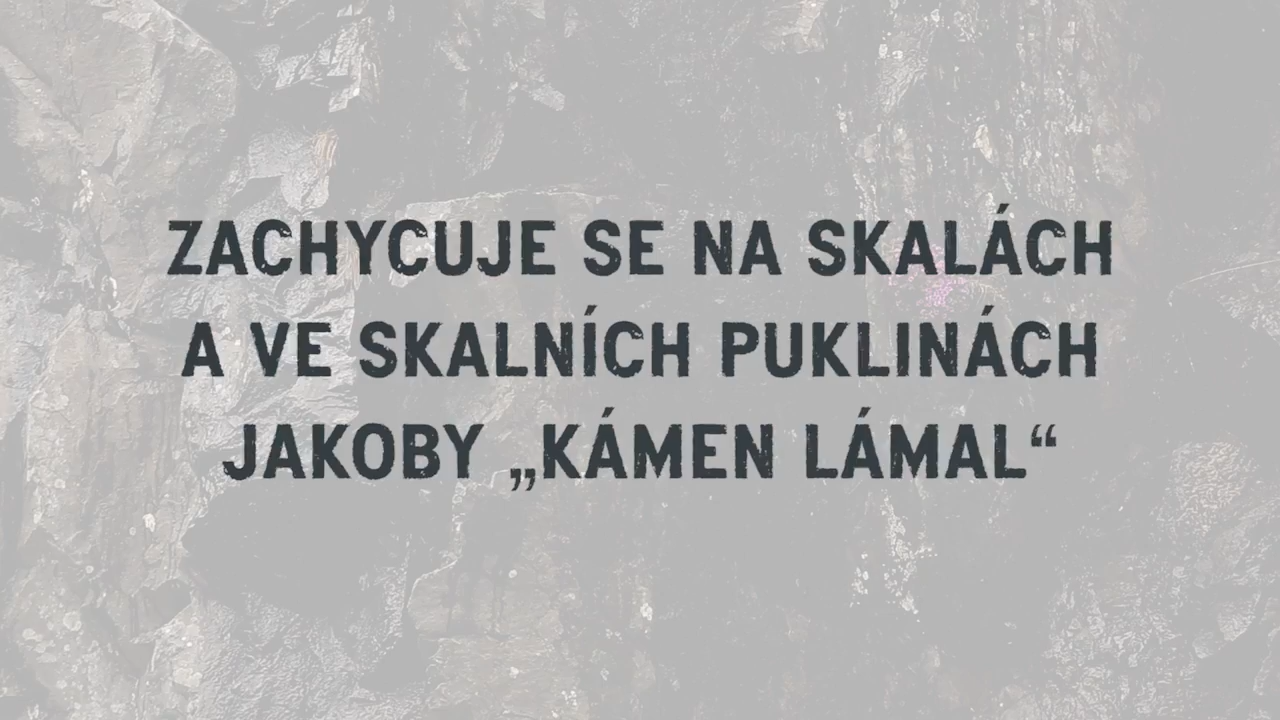 ZACHYCUJE SE NA SKALÁCH
A VE SKALNÍCH PUKLINÁCH
JAKOBY „KÁMEN LÁMAL“